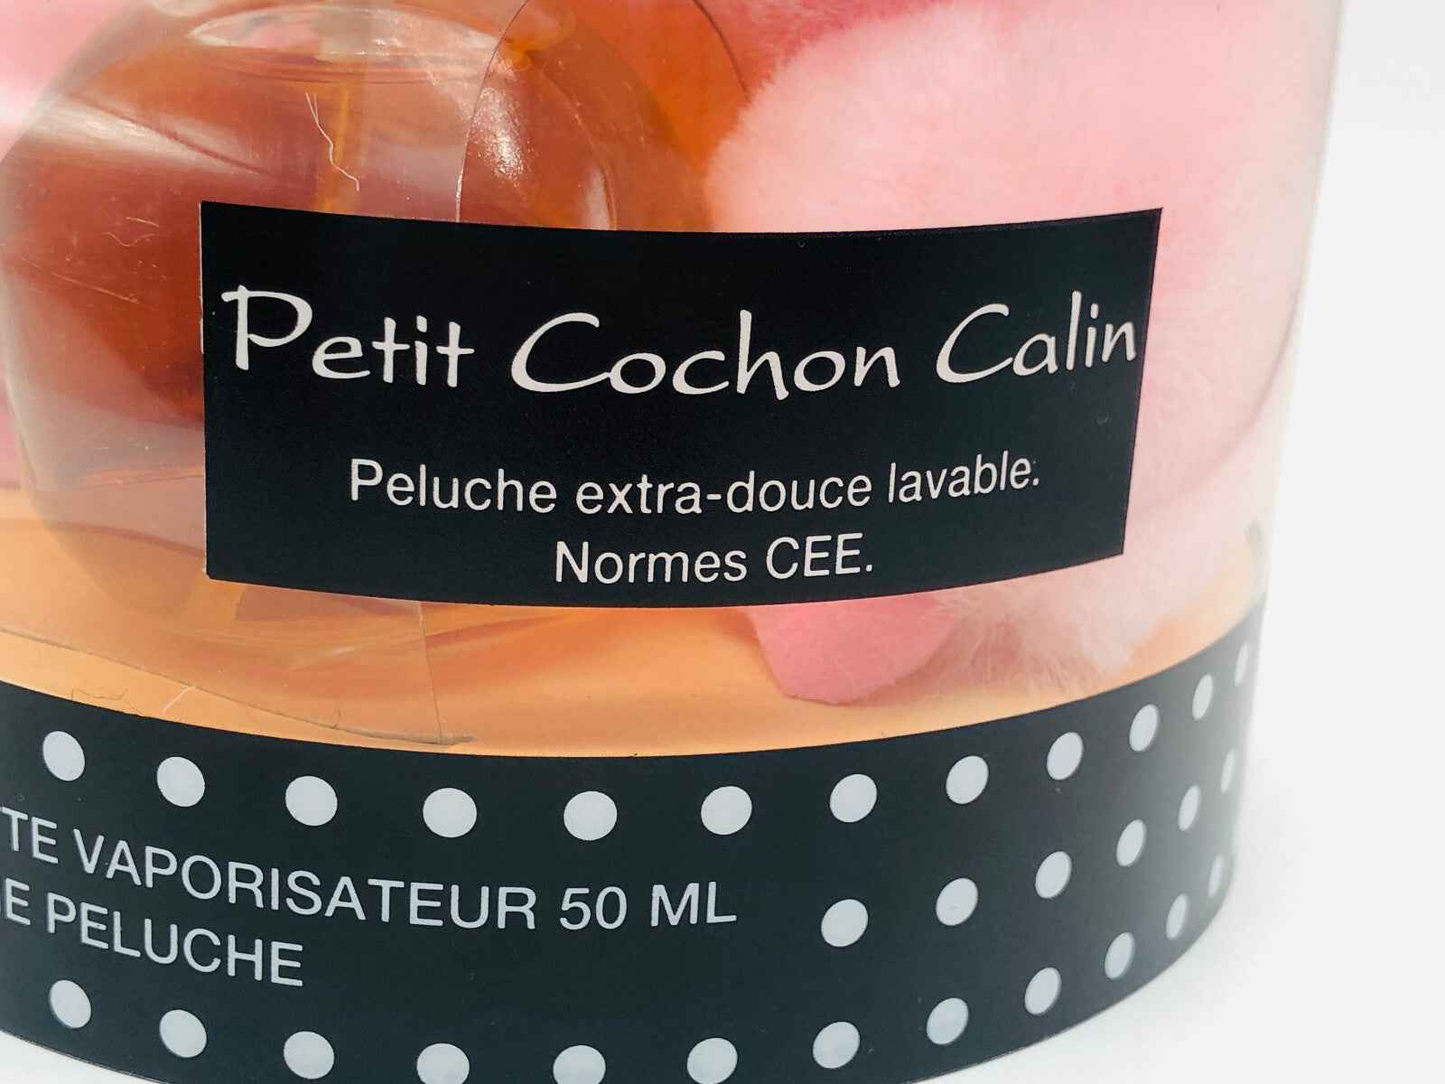 Petit Cochon Calin
Peluche extra-douce lavable.
Normes CEE.
TE VAPORISATEUR 50 ML
E PELUCHE